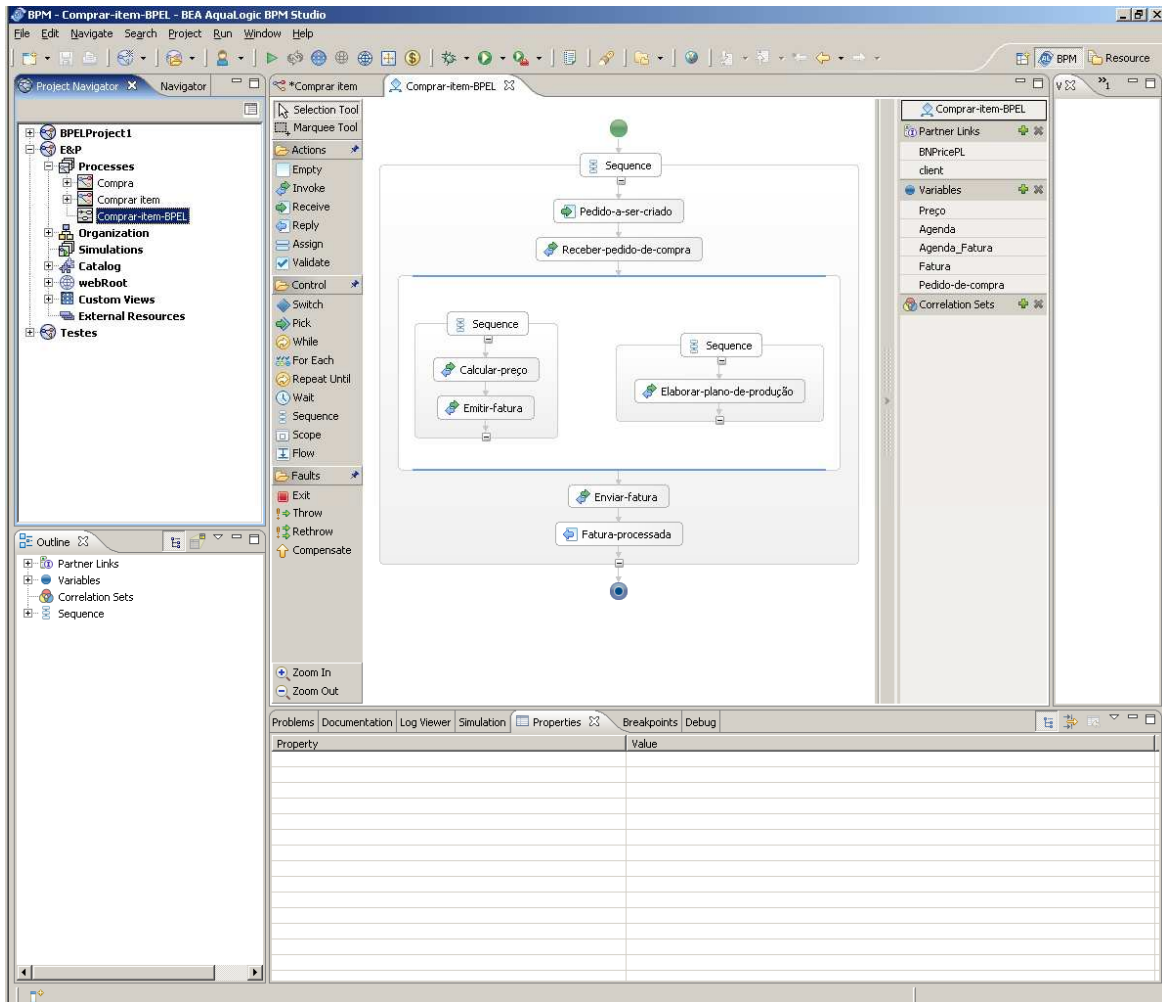 BPM - Comprar-item-BPEL - BEA AquaLogic BPM Studio
File Edit Navigate Search Project Run Window Help
BPM Resource
Project Navigator Navigator
BPELProject1
E&P
Processes
Compra
Comprar item
Comprar-item-BPEL
Organization
Simulations
Catalog
webRoot
Custom Views
External Resources
Testes
Outline
Partner Links
Variables
Correlation Sets
Sequence
*Comprar item Comprar-item-BPEL
Selection Tool
Marquee Tool
Actions
Empty
Invoke
Receive
Reply
Assign
Validate
Control
Switch
Pick
While
For Each
Repeat Until
Wait
Sequence
Scope
Flow
Faults
Exit
Throw
Rethrow
Compensate
Zoom In
Zoom Out
Sequence
Pedido-a-ser-criado
Receber-pedido-de-compra
Sequence
Calcular-preço
Emitir-fatura
Sequence
Elaborar-plano-de-produção
Enviar-fatura
Fatura-processada
Comprar-item-BPEL
Partner Links
BNPricePL
client
Variables
Preço
Agenda
Agenda_Fatura
Fatura
Pedido-de-compra
Correlation Sets
V
»1
Problems Documentation Log Viewer Simulation Properties Breakpoints Debug
Property Value